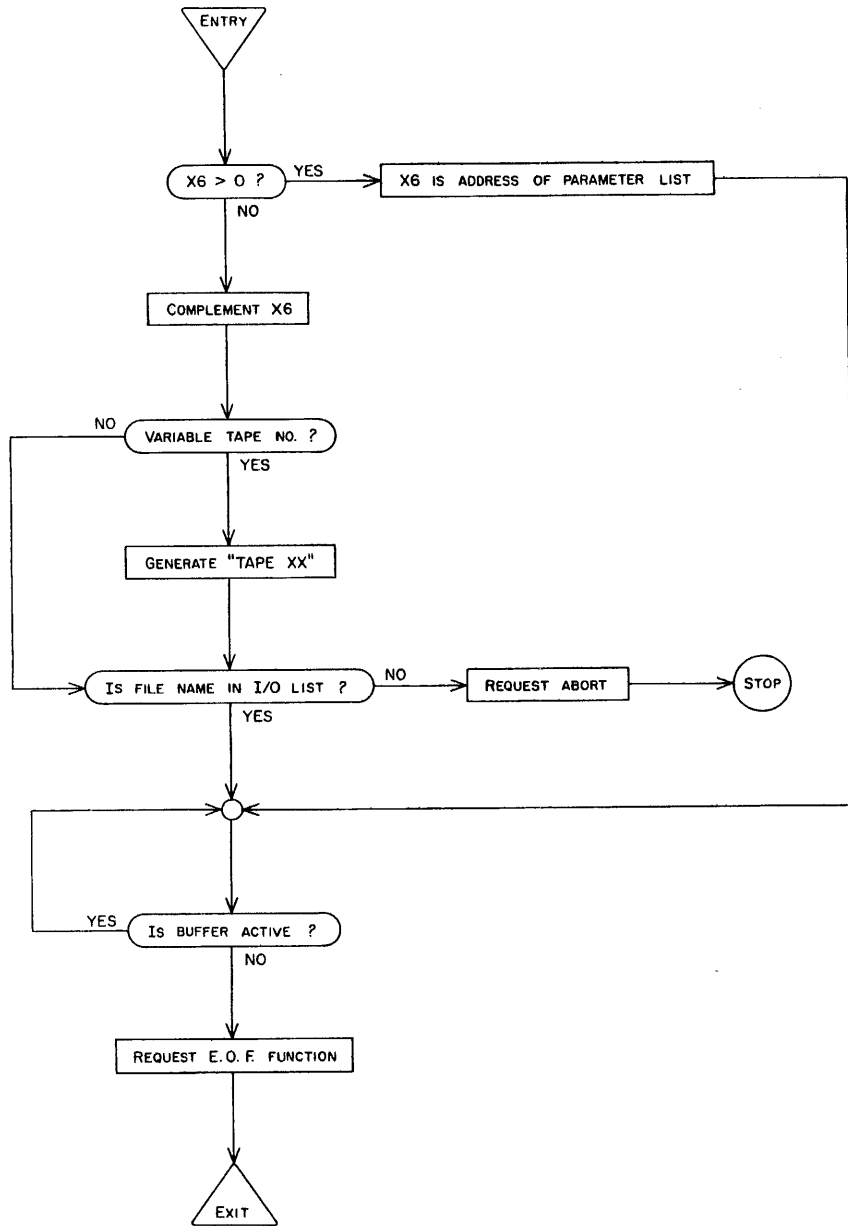 ENTRY
X6 > 0 ?
YES
X6 IS ADDRESS OF PARAMETER LIST
NO
COMPLEMENT X6
NO
VARIABLE TAPE NO. ?
YES
GENERATE "TAPE XX"
IS FILE NAME IN I/O LIST ?
NO
REQUEST ABORT
STOP
YES
YES
IS BUFFER ACTIVE ?
NO
REQUEST E.O.F. FUNCTION
EXIT